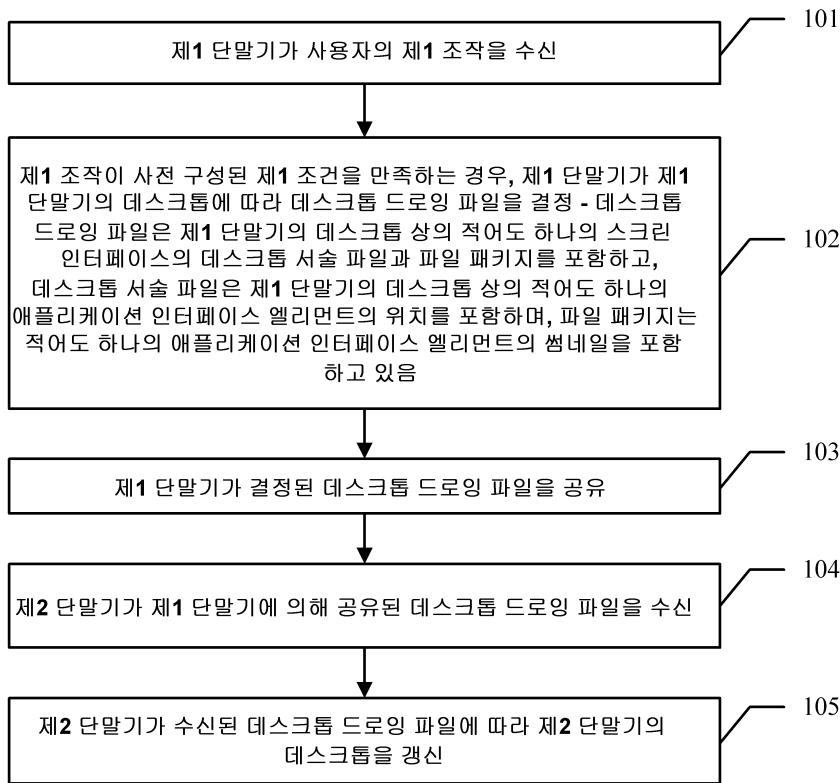 101
제1 단말기가 사용자의 제1 조작을 수신
제1 조작이 사전 구성된 제1 조건을 만족하는 경우, 제1 단말기가 제1
단말기의 데스크톱에 따라 데스크톱 드로잉 파일을 결정 - 데스크톱
드로잉 파일은 제1 단말기의 데스크톱 상의 적어도 하나의 스크린
인터페이스의 데스크톱 서술 파일과 파일 패키지를 포함하고,
데스크톱 서술 파일은 제1 단말기의 데스크톱 상의 적어도 하나의
애플리케이션 인터페이스 엘리먼트의 위치를 포함하며, 파일 패키지는
적어도 하나의 애플리케이션 인터페이스 엘리먼트의 썸네일을 포함
하고 있음
102
103
제1 단말기가 결정된 데스크톱 드로잉 파일을 공유
104
제2 단말기가 제1 단말기에 의해 공유된 데스크톱 드로잉 파일을 수신
105
제2 단말기가 수신된 데스크톱 드로잉 파일에 따라 제2 단말기의
데스크톱을 갱신